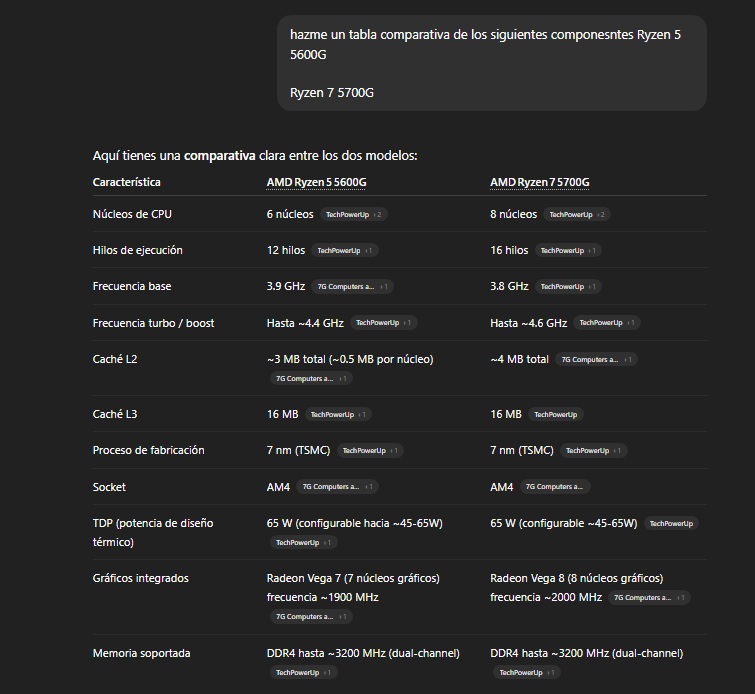 hazme un tabla comparativa de los siguientes componesntes Ryzen 5
5600G
Ryzen 7 5700G
Aquí tienes una comparativa clara entre los dos modelos:
Característica AMD Ryzen 5 5600G AMD Ryzen 7 5700G
Núcleos de CPU 6 núcleos TechPowerUp +2 8 núcleos TechPowerUp +2
Hilos de ejecución 12 hilos TechPowerUp +1 16 hilos TechPowerUp +1
Frecuencia base 3.9 GHz 7G Computers a... +1 3.8 GHz TechPowerUp +1
Frecuencia turbo / boost Hasta ~4.4 GHz TechPowerUp +1 Hasta ~4.6 GHz TechPowerUp +1
Caché L2 ~3 MB total (~0.5 MB por núcleo) ~4 MB total 7G Computers a... +1
7G Computers a... +1
Caché L3 16 MB TechPowerUp +1 16 MB TechPowerUp
Proceso de fabricación 7 nm (TSMC) TechPowerUp +1 7 nm (TSMC) TechPowerUp +1
Socket AM4 7G Computers a... +1 AM4 7G Computers a...
TDP (potencia de diseño 65 W (configurable hacia ~45-65W) 65 W (configurable ~45-65W) TechPowerUp
térmico) TechPowerUp +1
Gráficos integrados Radeon Vega 7 (7 núcleos gráficos) Radeon Vega 8 (8 núcleos gráficos)
frecuencia ~1900 MHz frecuencia ~2000 MHz 7G Computers a... +1
7G Computers a... +1
Memoria soportada DDR4 hasta ~3200 MHz (dual-channel) DDR4 hasta ~3200 MHz (dual-channel)
TechPowerUp +1 TechPowerUp +1